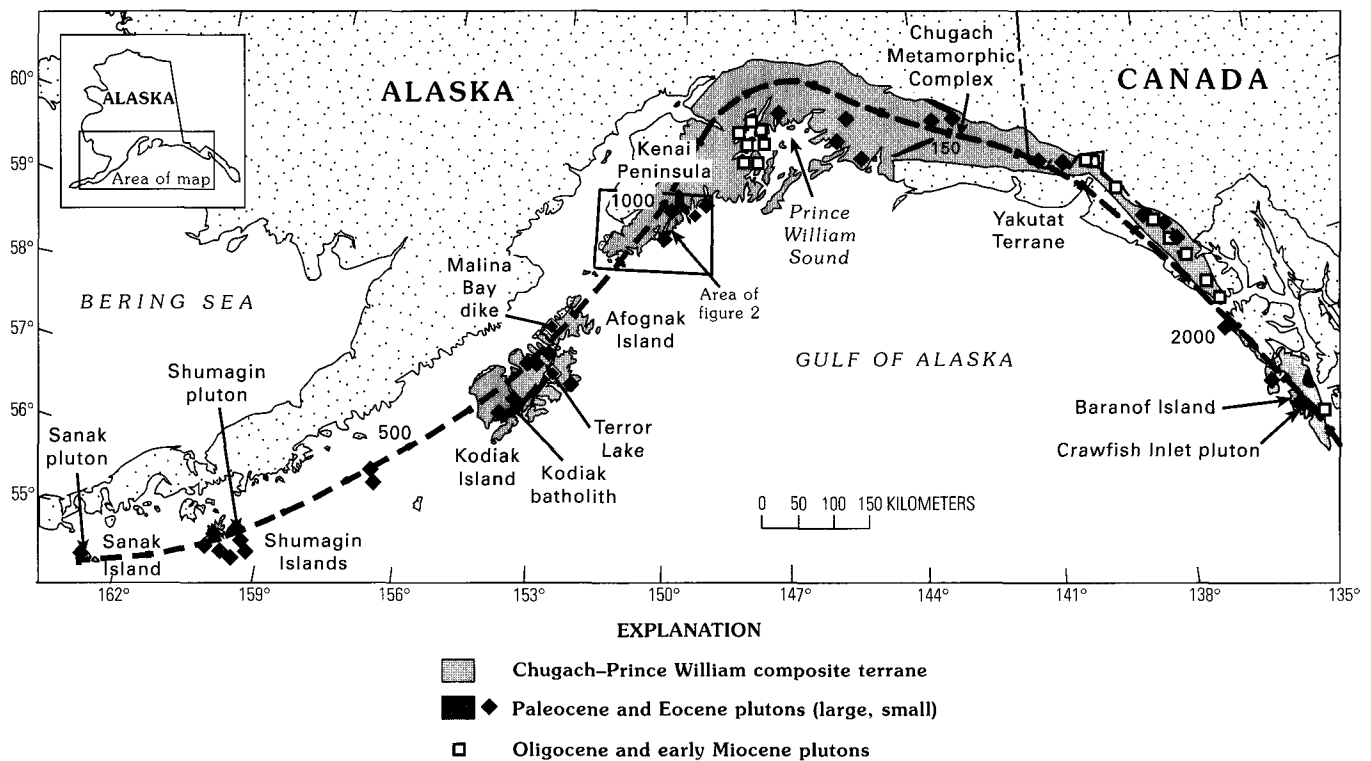 ALASKA
Area of map
60°
59°
58°
57°
56°
55°
ALASKA
CANADA
Chugach
Metamorphic
Complex
150
Kenai
Peninsula
1000
Prince
William
Sound
Yakutat
Terrane
Malina
Bay
dike
Area of
figure 2
BERING SEA
Afognak
Island
2000
GULF OF ALASKA
Shumagin
pluton
Baranof Island
Crawfish Inlet pluton
Sanak
pluton
500
Terror
Lake
Kodiak
Island
Kodiak
batholith
Sanak
Island
Shumagin
Islands
0 50 100 150 KILOMETERS
162° 159° 156° 153° 150° 147° 144° 141° 138° 135°
EXPLANATION
Chugach–Prince William composite terrane
Paleocene and Eocene plutons (large, small)
Oligocene and early Miocene plutons